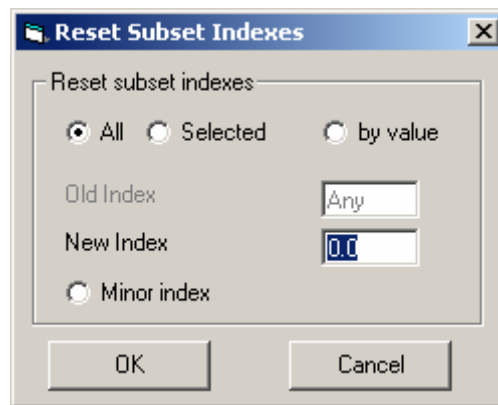 Reset Subset Indexes
Reset subset indexes
All Selected by value
Old Index Any
New Index 0.0
Minor index
OK Cancel